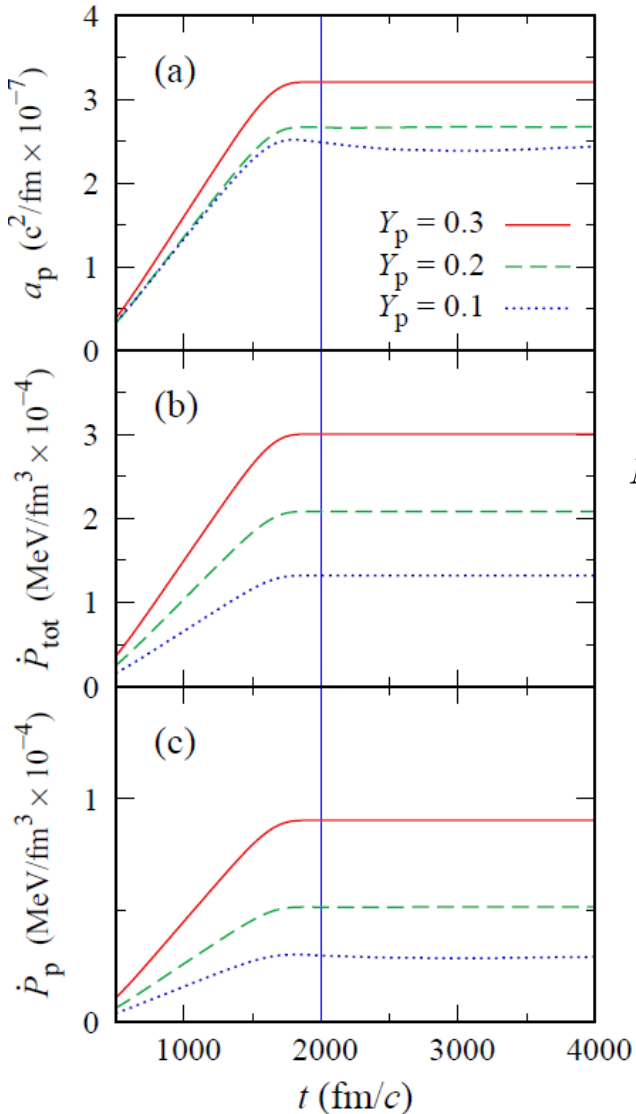 4
(a)
3
2
1
0
a_p (c²/fm × 10⁻⁷)
Y_p = 0.3
Y_p = 0.2
Y_p = 0.1
(b)
3
2
1
0
Ṗ_tot (MeV/fm³ × 10⁻⁴)
(c)
1
0
Ṗ_p (MeV/fm³ × 10⁻⁴)
1000 2000 3000 4000
t (fm/c)